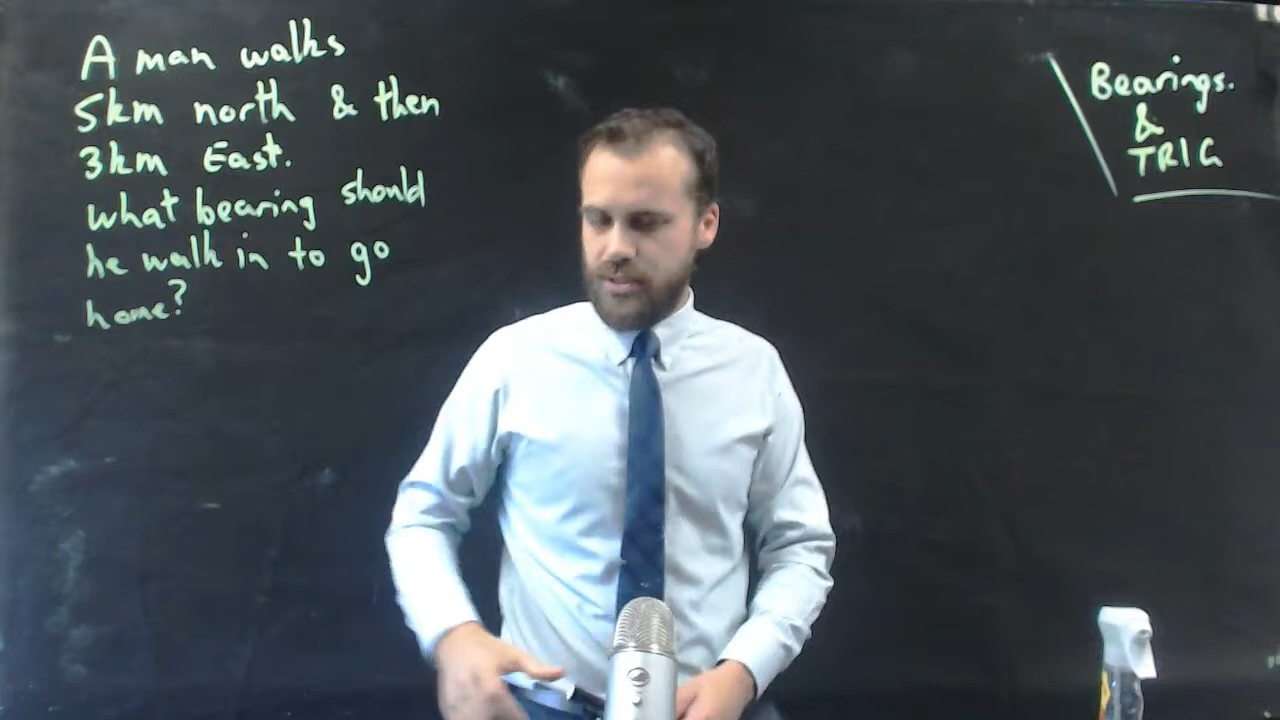 A man walks
5km north & then
3km East.
what bearing should
he walk in to go
home?
Bearings.
&
TRIG